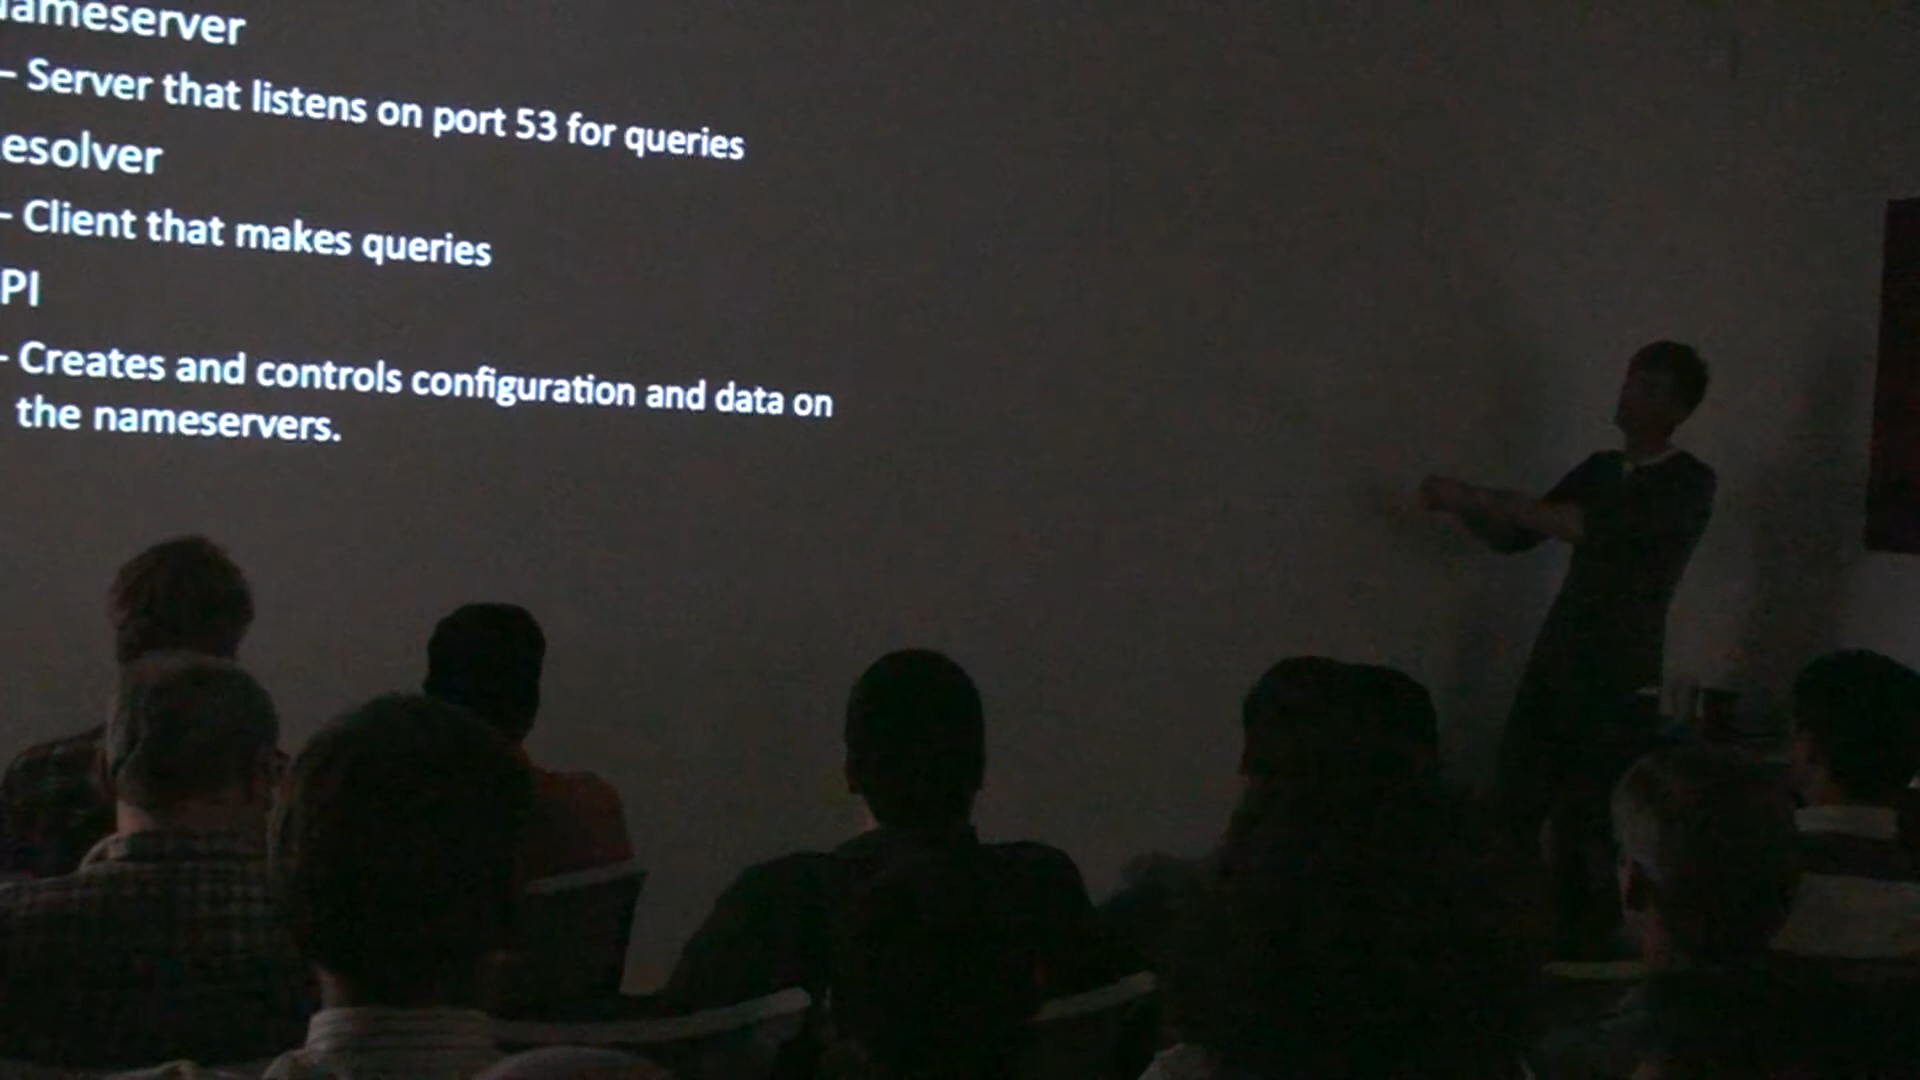 ameserver
– Server that listens on port 53 for queries
esolver
– Client that makes queries
PI
– Creates and controls configuration and data on
the nameservers.